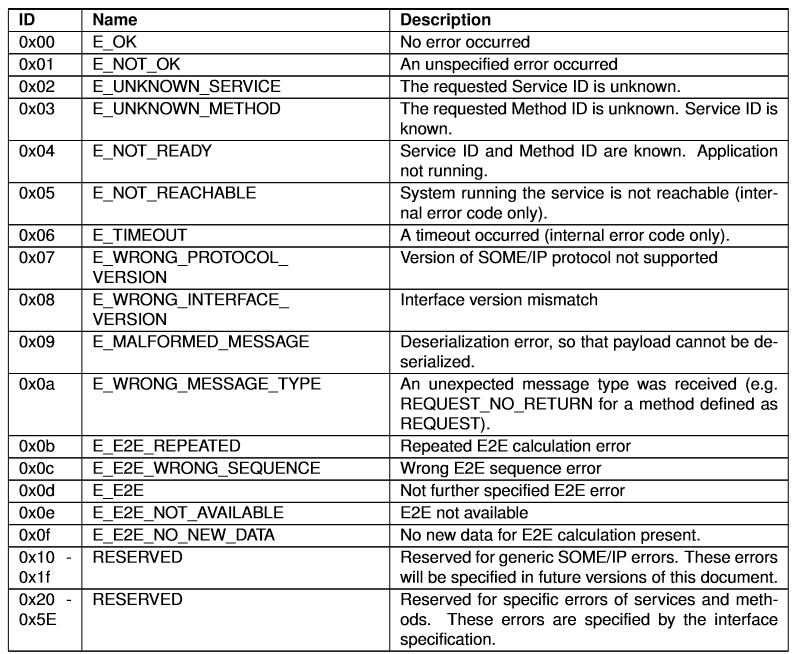 ID Name Description
0x00 E_OK No error occurred
0x01 E_NOT_OK An unspecified error occurred
0x02 E_UNKNOWN_SERVICE The requested Service ID is unknown.
0x03 E_UNKNOWN_METHOD The requested Method ID is unknown. Service ID is
known.
0x04 E_NOT_READY Service ID and Method ID are known. Application
not running.
0x05 E_NOT_REACHABLE System running the service is not reachable (inter-
nal error code only).
0x06 E_TIMEOUT A timeout occurred (internal error code only).
0x07 E_WRONG_PROTOCOL_ Version of SOME/IP protocol not supported
VERSION
0x08 E_WRONG_INTERFACE_ Interface version mismatch
VERSION
0x09 E_MALFORMED_MESSAGE Deserialization error, so that payload cannot be de-
serialized.
0x0a E_WRONG_MESSAGE_TYPE An unexpected message type was received (e.g.
REQUEST_NO_RETURN for a method defined as
REQUEST).
0x0b E_E2E_REPEATED Repeated E2E calculation error
0x0c E_E2E_WRONG_SEQUENCE Wrong E2E sequence error
0x0d E_E2E Not further specified E2E error
0x0e E_E2E_NOT_AVAILABLE E2E not available
0x0f E_E2E_NO_NEW_DATA No new data for E2E calculation present.
0x10 - RESERVED Reserved for generic SOME/IP errors. These errors
0x1f will be specified in future versions of this document.
0x20 - RESERVED Reserved for specific errors of services and meth-
0x5E ods. These errors are specified by the interface
specification.